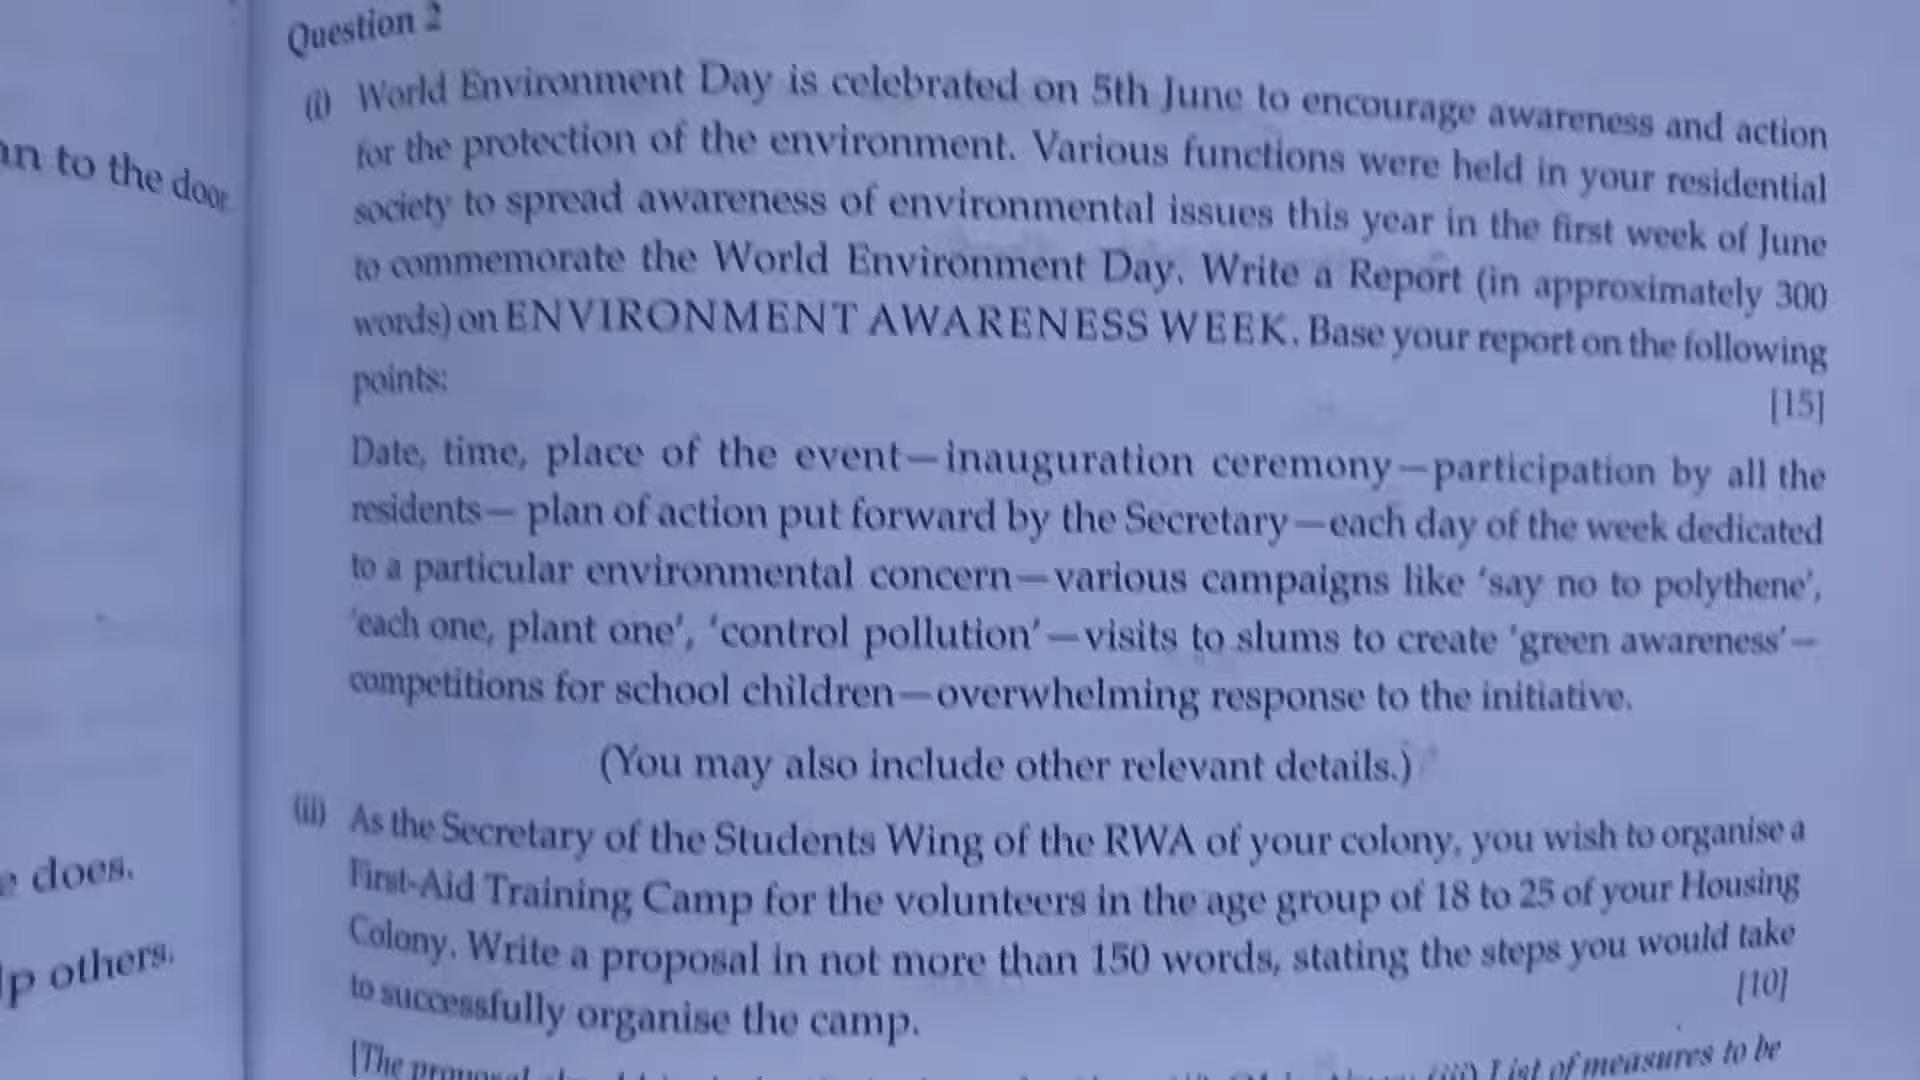 Question 2
(i) World Environment Day is celebrated on 5th June to encourage awareness and action
for the protection of the environment. Various functions were held in your residential
society to spread awareness of environmental issues this year in the first week of June
to commemorate the World Environment Day. Write a Report (in approximately 300
words) on ENVIRONMENT AWARENESS WEEK. Base your report on the following
points:
[15]
Date, time, place of the event—inauguration ceremony—participation by all the
residents— plan of action put forward by the Secretary—each day of the week dedicated
to a particular environmental concern—various campaigns like 'say no to polythene',
'each one, plant one', 'control pollution'—visits to slums to create 'green awareness'—
competitions for school children—overwhelming response to the initiative.
(You may also include other relevant details.)
(ii) As the Secretary of the Students Wing of the RWA of your colony, you wish to organise a
First-Aid Training Camp for the volunteers in the age group of 18 to 25 of your Housing
Colony. Write a proposal in not more than 150 words, stating the steps you would take
to successfully organise the camp.
[10]
[The proposal (iii) List of measures to be
to the door
does.
others.